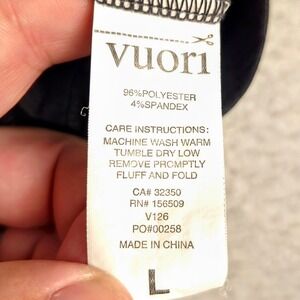 vuori
96%POLYESTER
4%SPANDEX
CARE INSTRUCTIONS:
MACHINE WASH WARM
TUMBLE DRY LOW
REMOVE PROMPTLY
FLUFF AND FOLD
CA# 32350
RN# 156509
V126
PO#00258
MADE IN CHINA
L